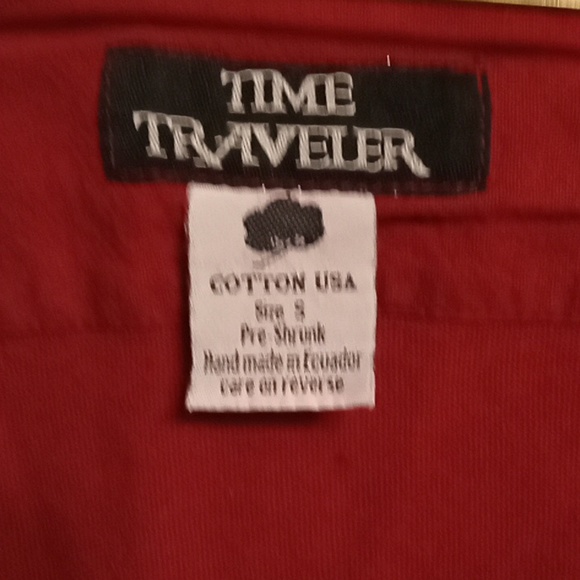 TIME
TRAVELER
COTTON USA
Size S
Pre Shrunk
Hand made in Ecuador
care on reverse